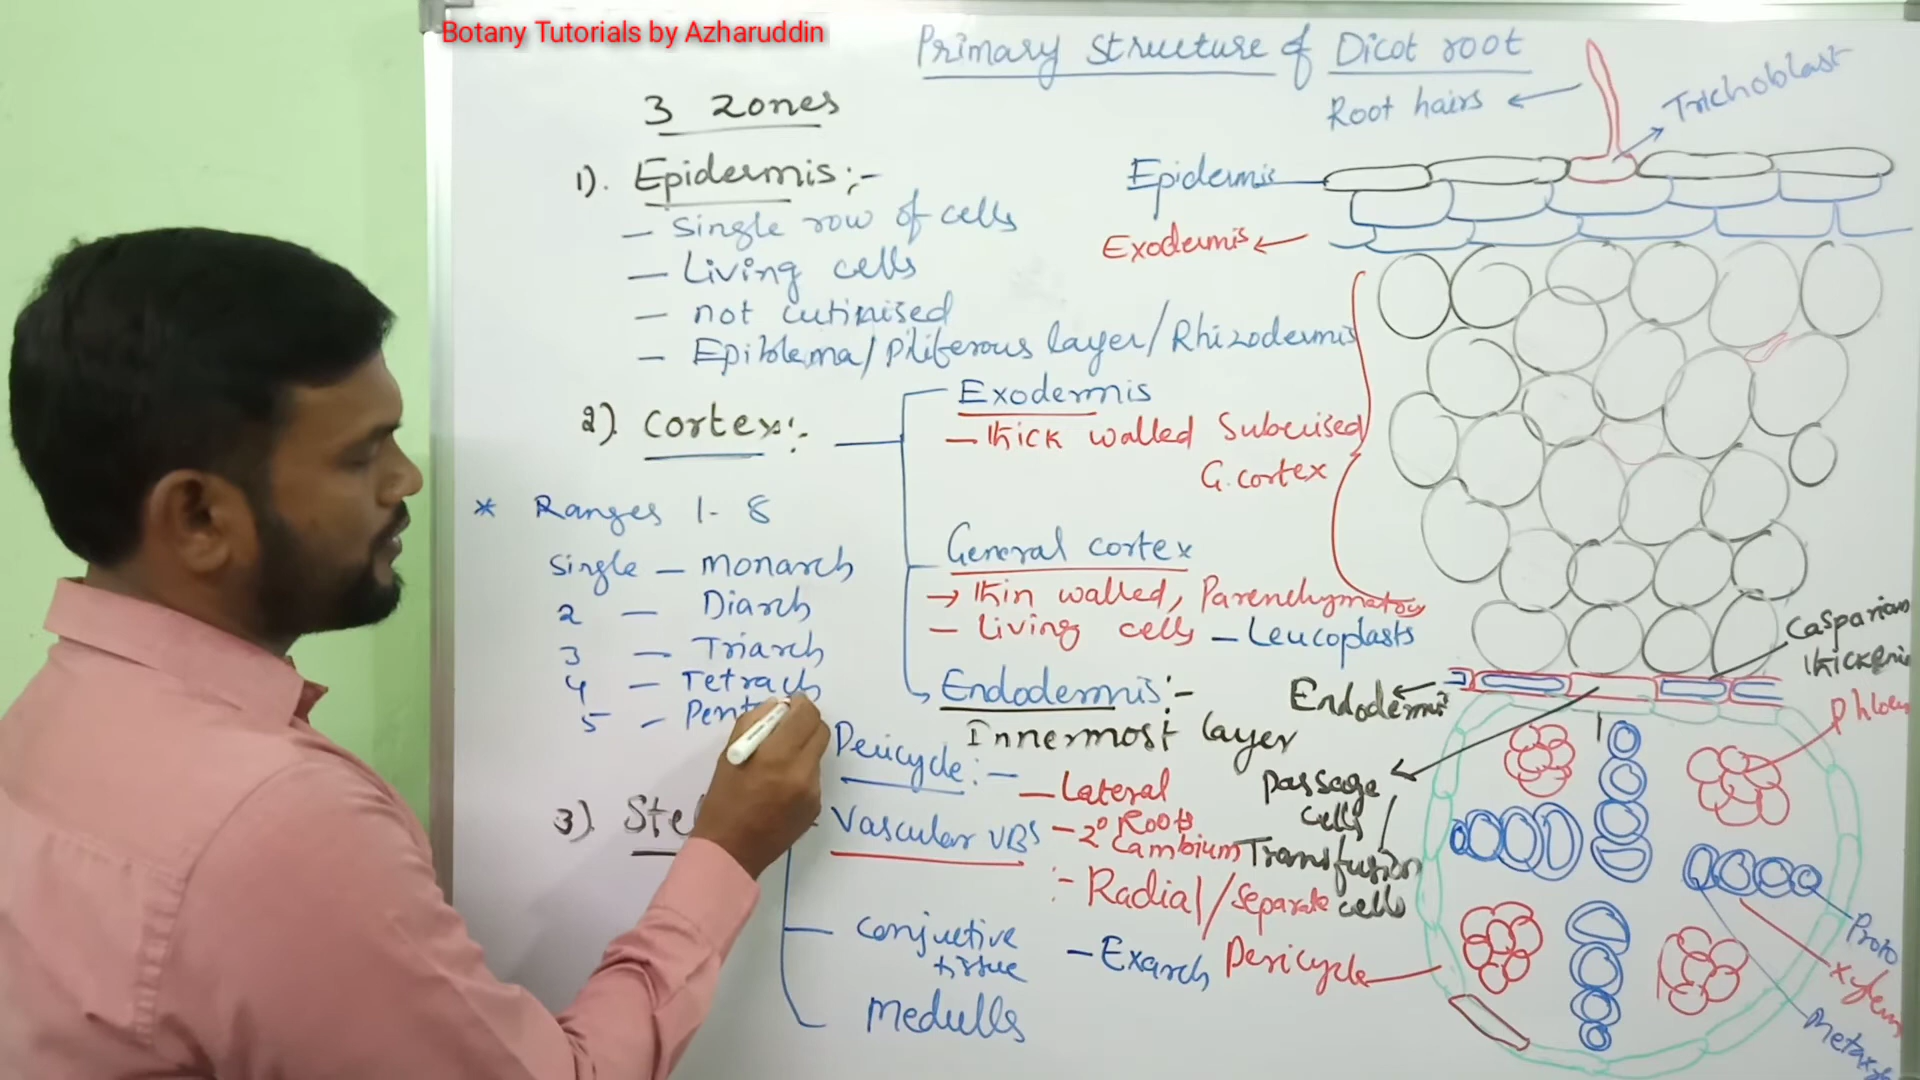 Botany Tutorials by Azharuddin
Primary Structure of Dicot root
3 Zones
1). Epidermis:-
— single row of cells
— Living cells
— not cutinised
— Epiblema/Piliferous layer/Rhizodermis
2). Cortex:-
Exodermis
— thick walled Suberised
G. cortex
* Ranges 1-8
single — Monarch
2 — Diarch
3 — Triarch
4 — Tetrach
5 — Pent
General cortex
→ thin walled, Parenchymatous
— living cells — Leucoplasts
Endodermis:-
Innermost layer
3). Ste
Pericycle:-
— Lateral
Roots
Vascular VBS — 2° Cambium
:- Radial/separate
— Exarch
Conjuctive
tissue
Medulls
Root hairs
Trichoblast
Epidermis
Exodermis
Casparian
thickeni
Endodermis
Phloem
passage
cells
Transfusion
cells
Pericycle
Proto
xylem
Metaxy